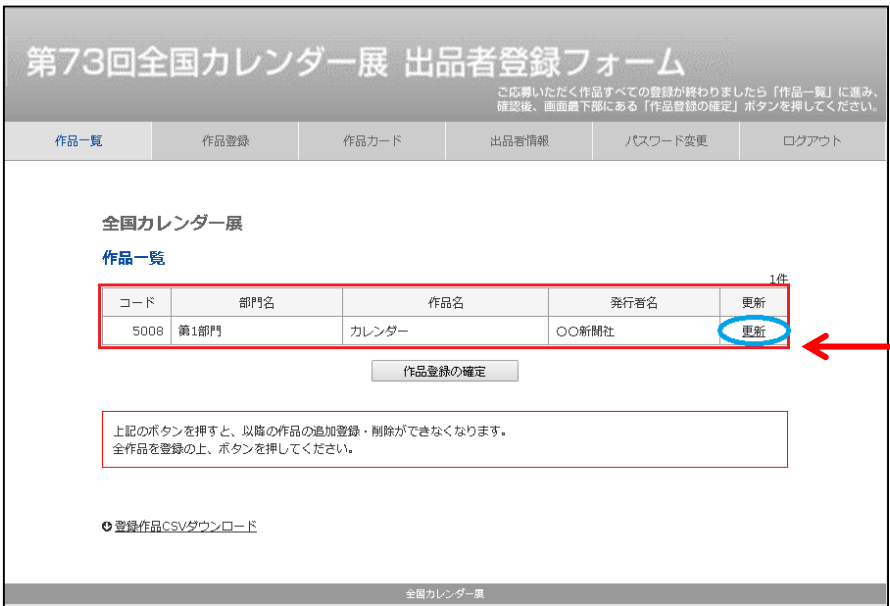 第73回全国カレンダー展 出品者登録フォーム
ご応募いただく作品すべての登録が終わりましたら「作品一覧」に進み、
確認後、画面最下部にある「作品登録の確定」ボタンを押してください。
作品一覧 作品登録 作品カード 出品者情報 パスワード変更 ログアウト
全国カレンダー展
作品一覧
1件
コード 部門名 作品名 発行者名 更新
5008 第1部門 カレンダー 〇〇新聞社 更新
作品登録の確定
上記のボタンを押すと、以降の作品の追加登録・削除ができなくなります。
全作品を登録の上、ボタンを押してください。
登録作品CSVダウンロード
全国カレンダー展